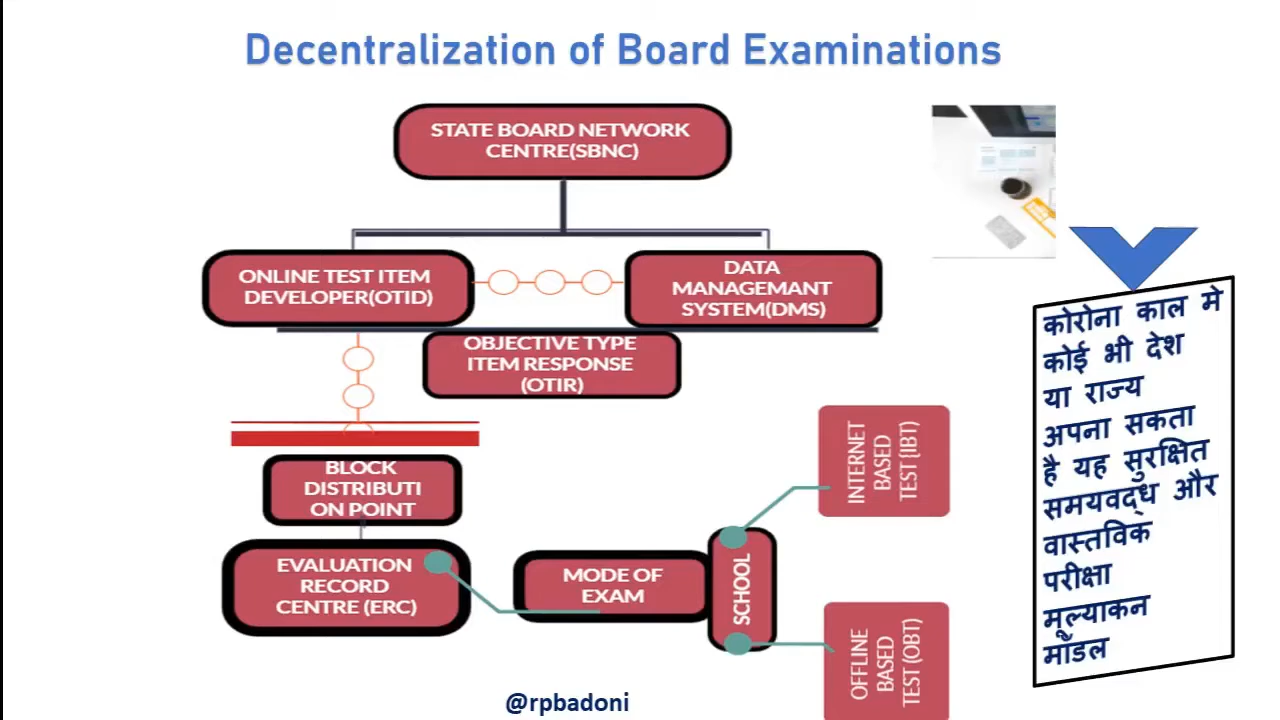 Decentralization of Board Examinations
STATE BOARD NETWORK
CENTRE(SBNC)
ONLINE TEST ITEM
DEVELOPER(OTID)
DATA
MANAGEMANT
SYSTEM(DMS)
OBJECTIVE TYPE
ITEM RESPONSE
(OTIR)
BLOCK
DISTRIBUTI
ON POINT
EVALUATION
RECORD
CENTRE (ERC)
MODE OF
EXAM
SCHOOL
INTERNET
BASED
TEST(IBT)
OFFLINE
BASED
TEST(OBT)
कोरोना काल मे
कोई भी देश
या राज्य
अपना सकता
है यह सुरक्षित
समयवद्ध और
वास्तविक
परीक्षा
मूल्याकन
मॉडल
@rpbadoni